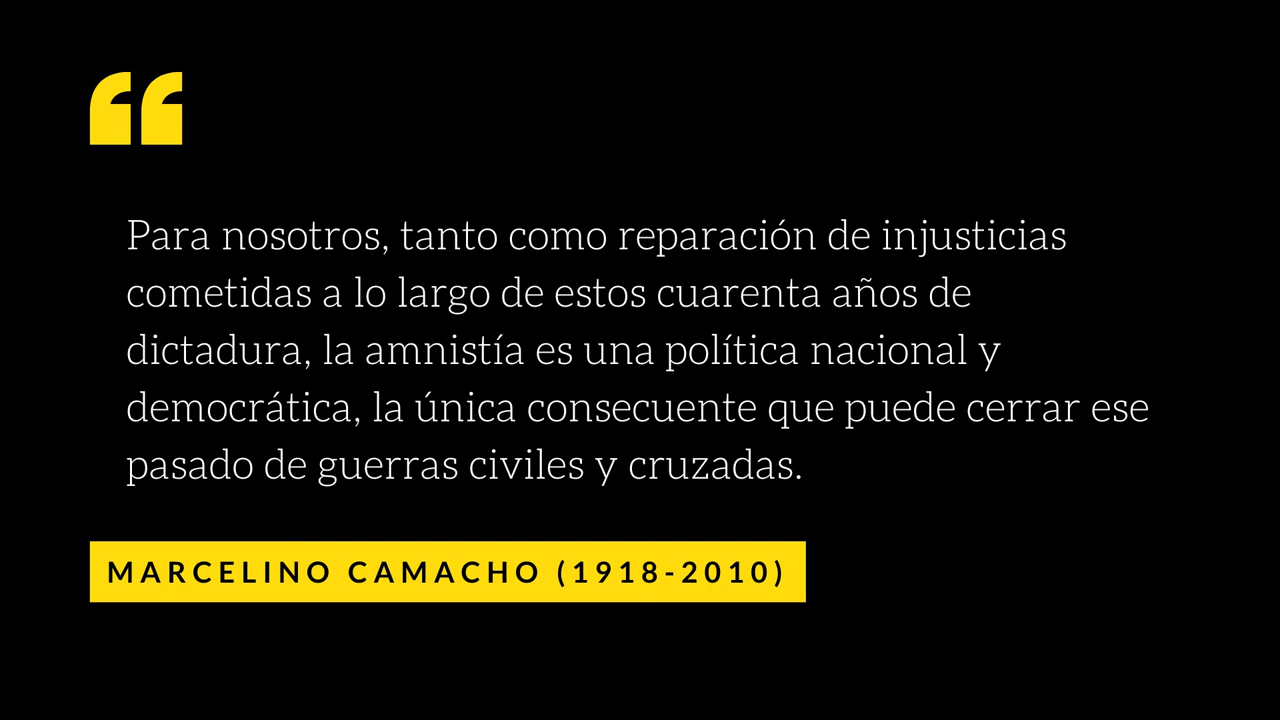 “
Para nosotros, tanto como reparación de injusticias
cometidas a lo largo de estos cuarenta años de
dictadura, la amnistía es una política nacional y
democrática, la única consecuente que puede cerrar ese
pasado de guerras civiles y cruzadas.
MARCELINO CAMACHO (1918-2010)